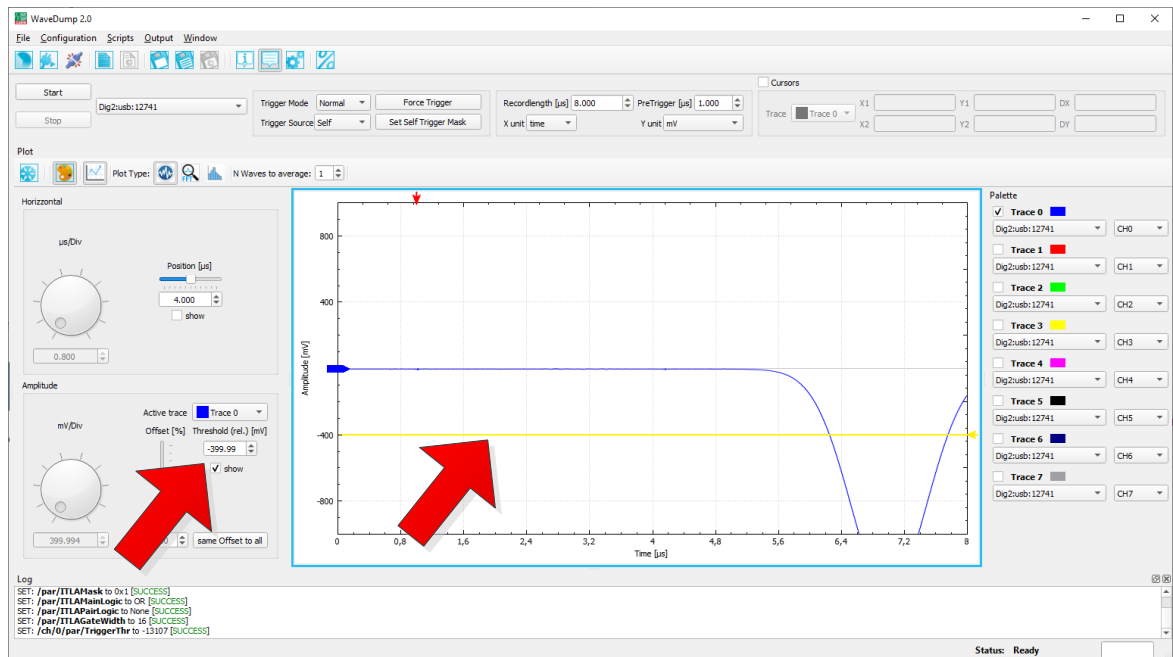 WaveDump 2.0
File Configuration Scripts Output Window
Start
Stop
Dig2:usb:12741
Trigger Mode Normal Force Trigger
Trigger Source Self Set Self Trigger Mask
Recordlength [µs] 8.000 PreTrigger [µs] 1.000
X unit time Y unit mV
Cursors
Trace Trace 0 X1 Y1 DX
X2 Y2 DY
Plot
Plot Type: FFT N Waves to average: 1
Horizontal
µs/Div
Position [µs]
4.000
show
0.800
Amplitude
mV/Div
Active trace Trace 0
Offset [%] Threshold (rel.) [mV]
-399.99
show
399.994
same Offset to all
Amplitude [mV]
800
400
0
-400
-800
0 0,8 1,6 2,4 3,2 4 4,8 5,6 6,4 7,2 8
Time [µs]
Palette
Trace 0
Dig2:usb:12741 CH0
Trace 1
Dig2:usb:12741 CH1
Trace 2
Dig2:usb:12741 CH2
Trace 3
Dig2:usb:12741 CH3
Trace 4
Dig2:usb:12741 CH4
Trace 5
Dig2:usb:12741 CH5
Trace 6
Dig2:usb:12741 CH6
Trace 7
Dig2:usb:12741 CH7
Log
SET: /par/ITLAMask to 0x1 [SUCCESS]
SET: /par/ITLAMainLogic to OR [SUCCESS]
SET: /par/ITLAPairLogic to None [SUCCESS]
SET: /par/ITLAGateWidth to 16 [SUCCESS]
SET: /ch/0/par/TriggerThr to -13107 [SUCCESS]
Status: Ready